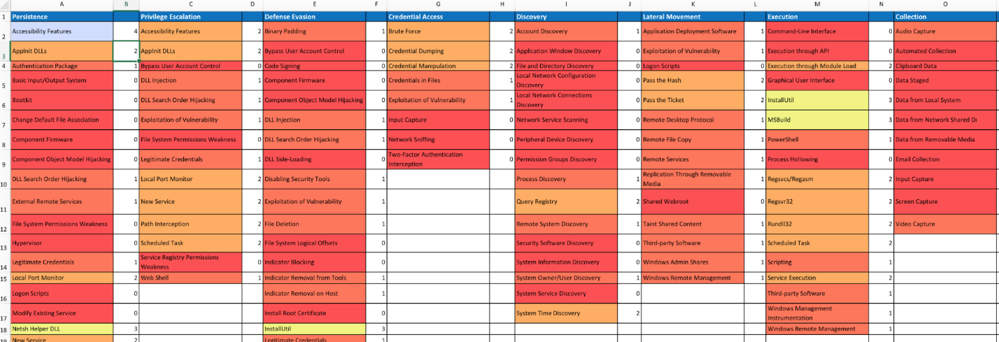 A B C D E F G H I J K L M N O
1 Persistence Privilege Escalation Defense Evasion Credential Access Discovery Lateral Movement Execution Collection
2 Accessibility Features 4 Accessibility Features 2 Binary Padding 1 Brute Force 2 Account Discovery 1 Application Deployment Software 1 Command-Line Interface 0 Audio Capture
3 AppInit DLLs 2 AppInit DLLs 2 Bypass User Account Control 0 Credential Dumping 2 Application Window Discovery 0 Exploitation of Vulnerability 1 Execution through API 0 Automated Collection
4 Authentication Package 1 Bypass User Account Control 0 Code Signing 0 Credential Manipulation 2 File and Directory Discovery 0 Logon Scripts 0 Execution through Module Load 2 Clipboard Data
5 Basic Input/Output System 0 DLL Injection 1 Component Firmware 0 Credentials in Files 1 Local Network Configuration
Discovery 0 Pass the Hash 2 Graphical User Interface 0 Data Staged
6 Bootkit 0 DLL Search Order Hijacking 1 Component Object Model Hijacking 0 Exploitation of Vulnerability 1 Local Network Connections
Discovery 0 Pass the Ticket 2 InstallUtil 3 Data from Local System
7 Change Default File Association 0 Exploitation of Vulnerability 1 DLL Injection 1 Input Capture 0 Network Service Scanning 0 Remote Desktop Protocol 1 MSBuild 3 Data from Network Shared
8 Component Firmware 0 File System Permissions Weakness 0 DLL Search Order Hijacking 1 Network Sniffing 0 Peripheral Device Discovery 0 Remote File Copy 1 PowerShell 1 Data from Removable Media
9 Component Object Model Hijacking 0 Legitimate Credentials 1 DLL Side-Loading 0 Two-Factor Authentication
Interception 0 Permission Groups Discovery 0 Remote Services 1 Process Hollowing 0 Email Collection
10 DLL Search Order Hijacking 1 Local Port Monitor 2 Disabling Security Tools 1 Process Discovery 1 Replication Through Removable
Media 1 Regsvcs/Regasm 2 Input Capture
11 External Remote Services 1 New Service 2 Exploitation of Vulnerability 1 Query Registry 2 Shared Webroot 0 Regsvr32 2 Screen Capture
12 File System Permissions Weakness 0 Path Interception 2 File Deletion 1 Remote System Discovery 1 Taint Shared Content 1 Rundll32 2 Video Capture
13 Hypervisor 0 Scheduled Task 2 File System Logical Offsets 0 Security Software Discovery 0 Third-party Software 1 Scheduled Task 2
14 Legitimate Credentials 1 Service Registry Permissions
Weakness 0 Indicator Blocking 0 System Information Discovery 0 Windows Admin Shares 1 Scripting 1
15 Local Port Monitor 2 Web Shell 1 Indicator Removal from Tools 1 System Owner/User Discovery 1 Windows Remote Management 1 Service Execution 2
16 Logon Scripts 0 Indicator Removal on Host 1 System Service Discovery 0 Third-party Software 1
17 Modify Existing Service 0 Install Root Certificate 0 System Time Discovery 2 Windows Management
Instrumentation 1
18 Netsh Helper DLL 3 InstallUtil 3 Windows Remote Management 1
19 New Service 2 Legitimate Credentials 1